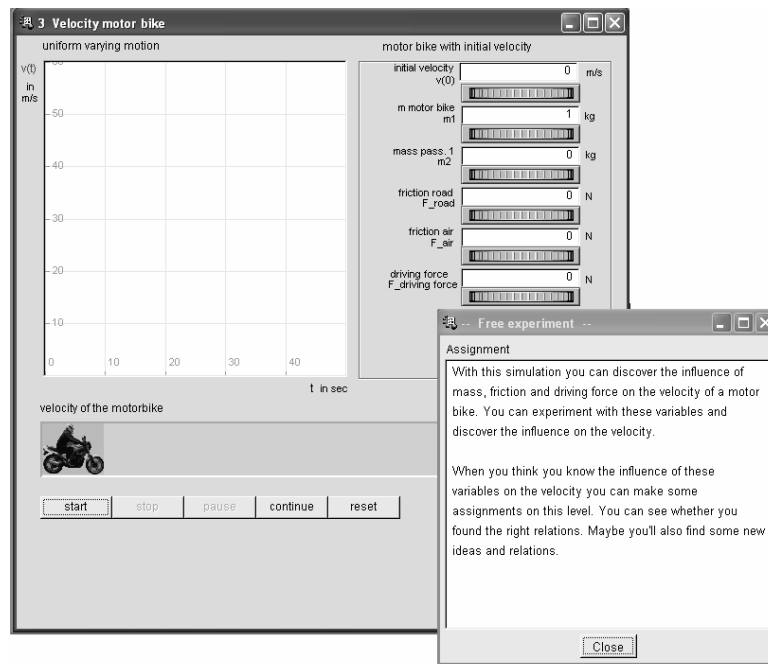 3 Velocity motor bike
uniform varying motion
motor bike with initial velocity
v(t)
in
m/s
50
40
30
20
10
0 10 20 30 40
t in sec
initial velocity
v(0)
0 m/s
m motor bike
m1
1 kg
mass pass. 1
m2
0 kg
friction road
F_road
0 N
friction air
F_air
0 N
driving force
F_driving force
0 N
velocity of the motorbike
start stop pause continue reset
-- Free experiment --
Assignment
With this simulation you can discover the influence of
mass, friction and driving force on the velocity of a motor
bike. You can experiment with these variables and
discover the influence on the velocity.
When you think you know the influence of these
variables on the velocity you can make some
assignments on this level. You can see whether you
found the right relations. Maybe you'll also find some new
ideas and relations.
Close